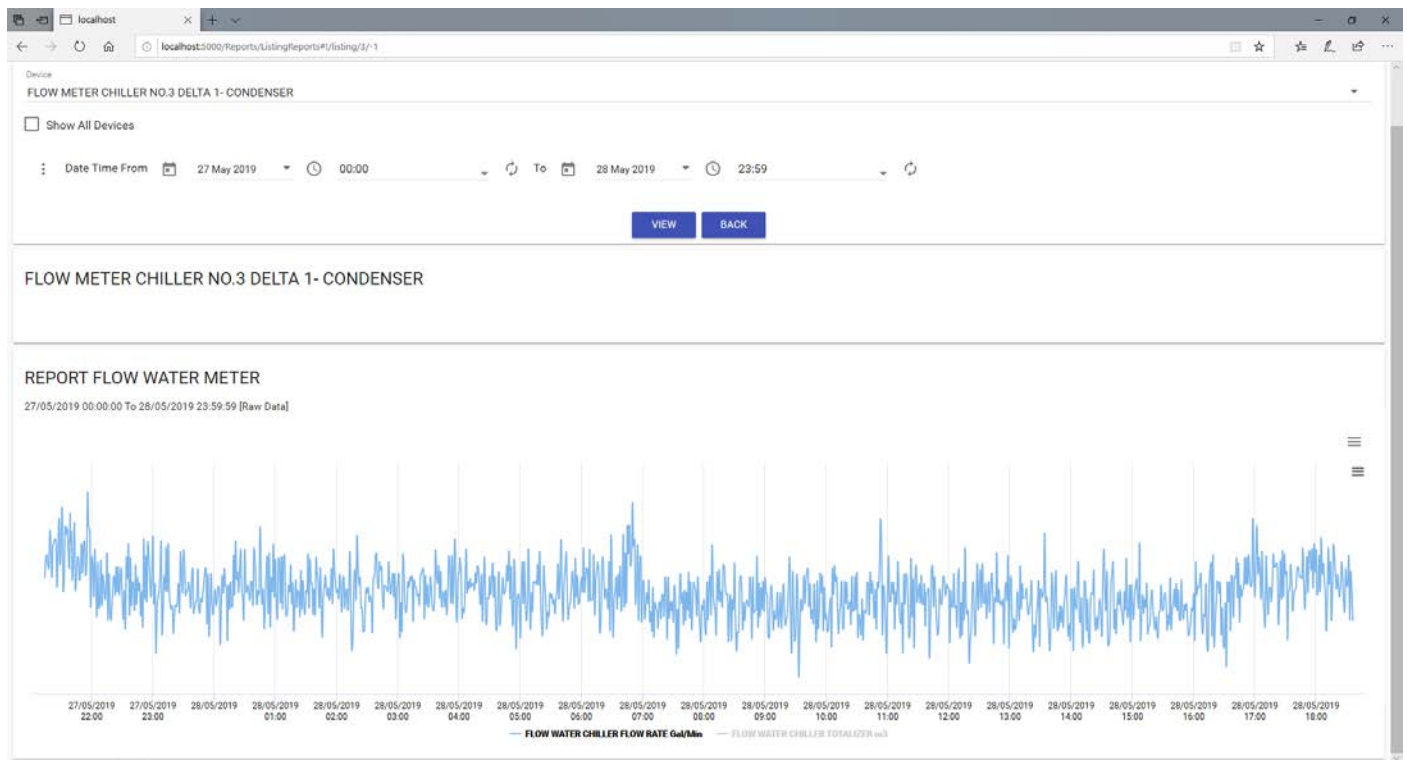 localhost
localhost:5000/Reports/ListingReports#!/listing/3/-1
Device
FLOW METER CHILLER NO.3 DELTA 1- CONDENSER
Show All Devices
Date Time From 27 May 2019 00:00 To 28 May 2019 23:59
VIEW BACK
FLOW METER CHILLER NO.3 DELTA 1- CONDENSER
REPORT FLOW WATER METER
27/05/2019 00:00:00 To 28/05/2019 23:59:59 [Raw Data]
27/05/2019 27/05/2019 28/05/2019 28/05/2019 28/05/2019 28/05/2019 28/05/2019 28/05/2019 28/05/2019 28/05/2019 28/05/2019 28/05/2019 28/05/2019 28/05/2019 28/05/2019 28/05/2019 28/05/2019 28/05/2019 28/05/2019 28/05/2019 28/05/2019
22:00 23:00 01:00 02:00 03:00 04:00 05:00 06:00 07:00 08:00 09:00 10:00 11:00 12:00 13:00 14:00 15:00 16:00 17:00 18:00
FLOW WATER CHILLER FLOW RATE Gal/Min FLOW WATER CHILLER TOTALIZER m3